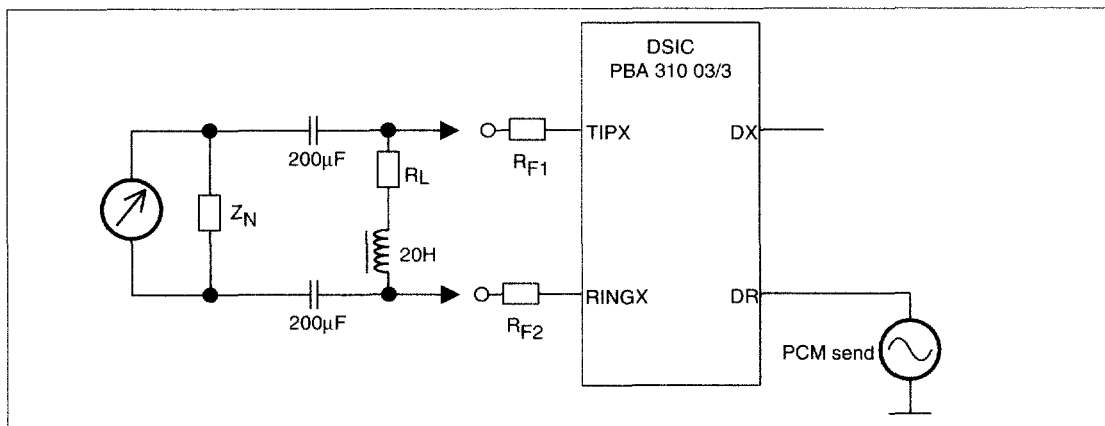 DSIC
PBA 310 03/3
TIPX
DX
200µF
RL
RF1
ZN
20H
RINGX
DR
200µF
RF2
PCM send